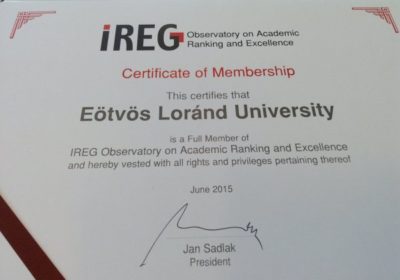 iREG Observatory on Academic
Ranking and Excellence
Certificate of Membership
This certifies that
Eötvös Loránd University
is a Full Member of
IREG Observatory on Academic Ranking and Excellence
and hereby vested with all rights and privileges pertaining thereof
June 2015
Jan Sadlak
President